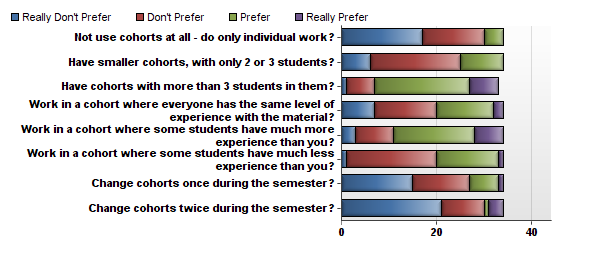 Really Don't Prefer Don't Prefer Prefer Really Prefer
Not use cohorts at all - do only individual work?
Have smaller cohorts, with only 2 or 3 students?
Have cohorts with more than 3 students in them?
Work in a cohort where everyone has the same level of
experience with the material?
Work in a cohort where some students have much more
experience than you?
Work in a cohort where some students have much less
experience than you?
Change cohorts once during the semester?
Change cohorts twice during the semester?
0 20 40